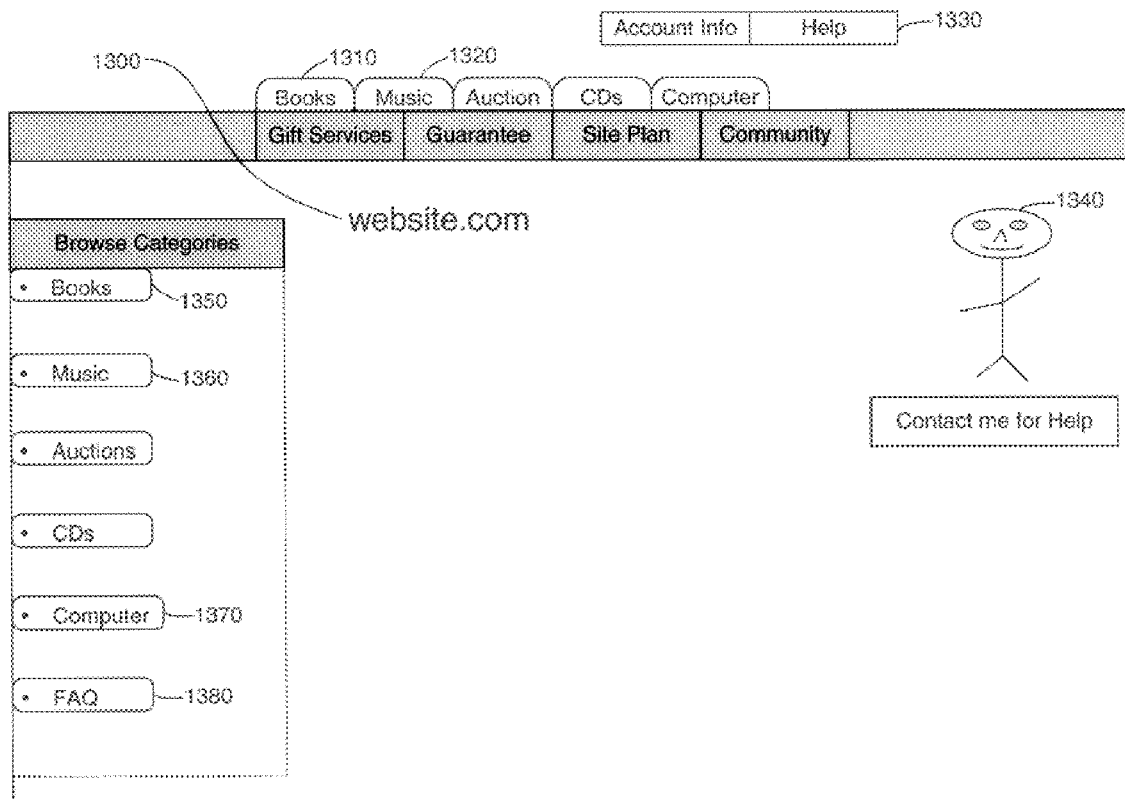 Account Info Help 1330
1300 1310 1320
Books Music Auction CDs Computer
Gift Services Guarantee Site Plan Community
website.com 1340
Browse Categories
• Books 1350
• Music 1360
Contact me for Help
• Auctions
• CDs
• Computer 1370
• FAQ 1380